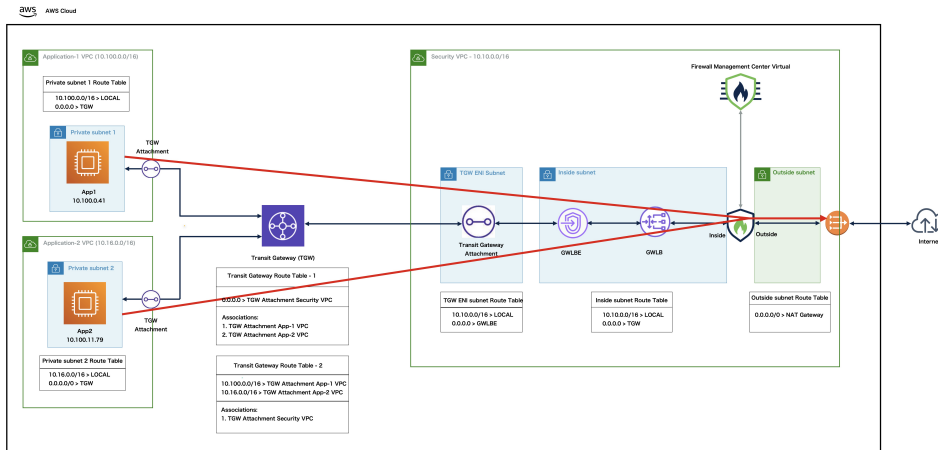 aws
AWS Cloud
Application-1 VPC (10.100.0.0/16)
Private subnet 1 Route Table
10.100.0.0/16 > LOCAL
0.0.0.0 > TGW
Private subnet 1
App1
10.100.0.41
TGW
Attachment
Application-2 VPC (10.16.0.0/16)
Private subnet 2
App2
10.100.11.79
TGW
Attachment
Private subnet 2 Route Table
10.16.0.0/16 > LOCAL
0.0.0.0/0 > TGW
Transit Gateway (TGW)
Transit Gateway Route Table - 1
0.0.0.0 > TGW Attachment Security VPC
Associations:
1. TGW Attachment App-1 VPC
2. TGW Attachment App-2 VPC
Transit Gateway Route Table - 2
10.100.0.0/16 > TGW Attachment App-1 VPC
10.16.0.0/16 > TGW Attachment App-2 VPC
Associations:
1. TGW Attachment Security VPC
Security VPC - 10.10.0.0/16
Firewall Management Center Virtual
TGW ENI Subnet
Transit Gateway
Attachment
Inside subnet
GWLBE
GWLB
Inside
Outside
Outside subnet
TGW ENI subnet Route Table
10.10.0.0/16 > LOCAL
0.0.0.0 > GWLBE
Inside subnet Route Table
10.10.0.0/16 > LOCAL
0.0.0.0 > TGW
Outside subnet Route Table
0.0.0.0/0 > NAT Gateway
Interne